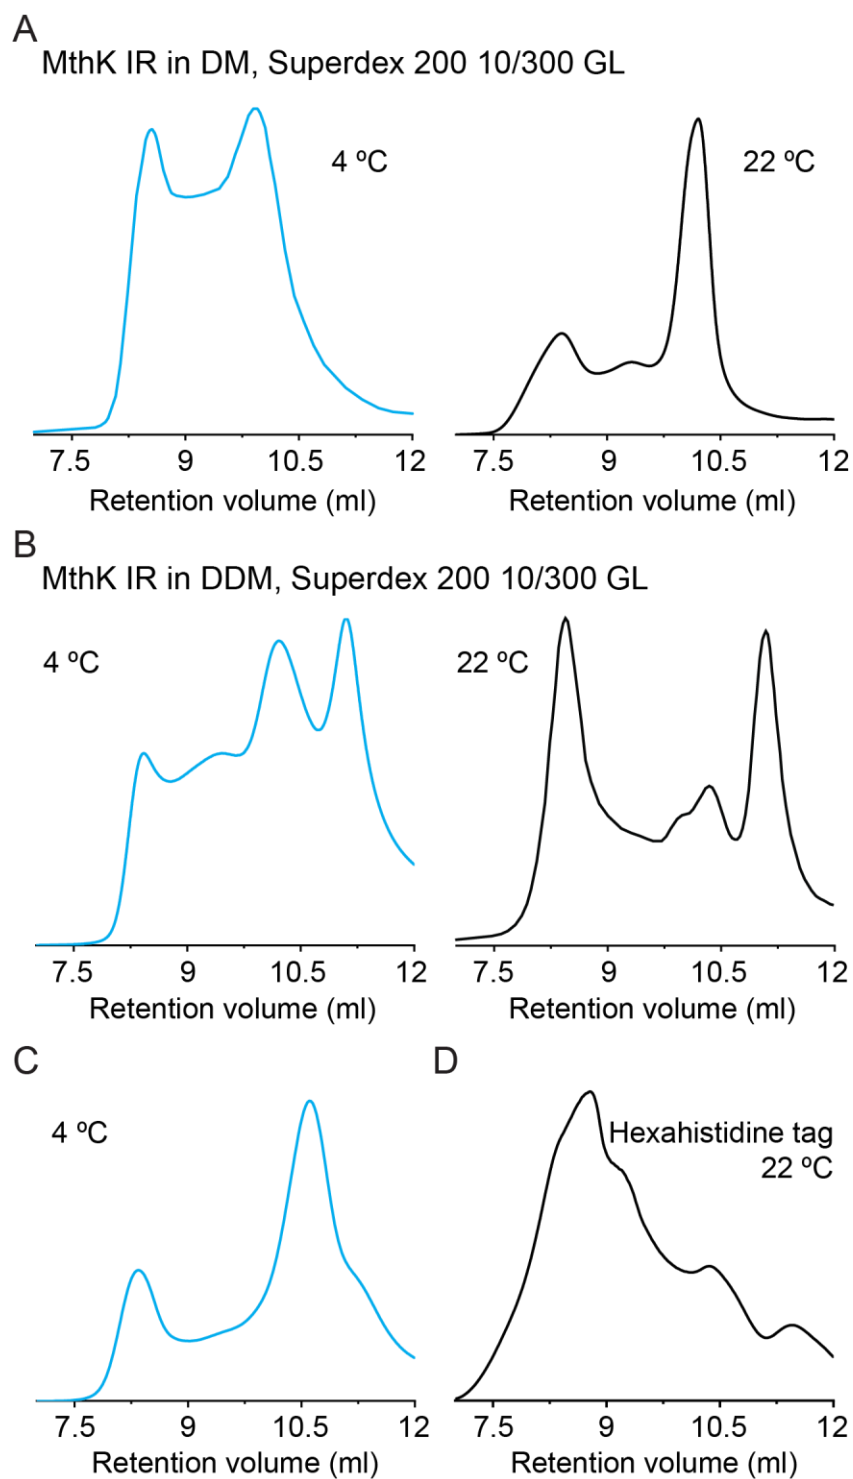 A
MthK IR in DM, Superdex 200 10/300 GL
4 ºC
22 ºC
7.5 9 10.5 12
Retention volume (ml)
7.5 9 10.5 12
Retention volume (ml)
B
MthK IR in DDM, Superdex 200 10/300 GL
4 ºC
22 ºC
7.5 9 10.5 12
Retention volume (ml)
7.5 9 10.5 12
Retention volume (ml)
C
4 ºC
7.5 9 10.5 12
Retention volume (ml)
D
Hexahistidine tag
22 ºC
7.5 9 10.5 12
Retention volume (ml)